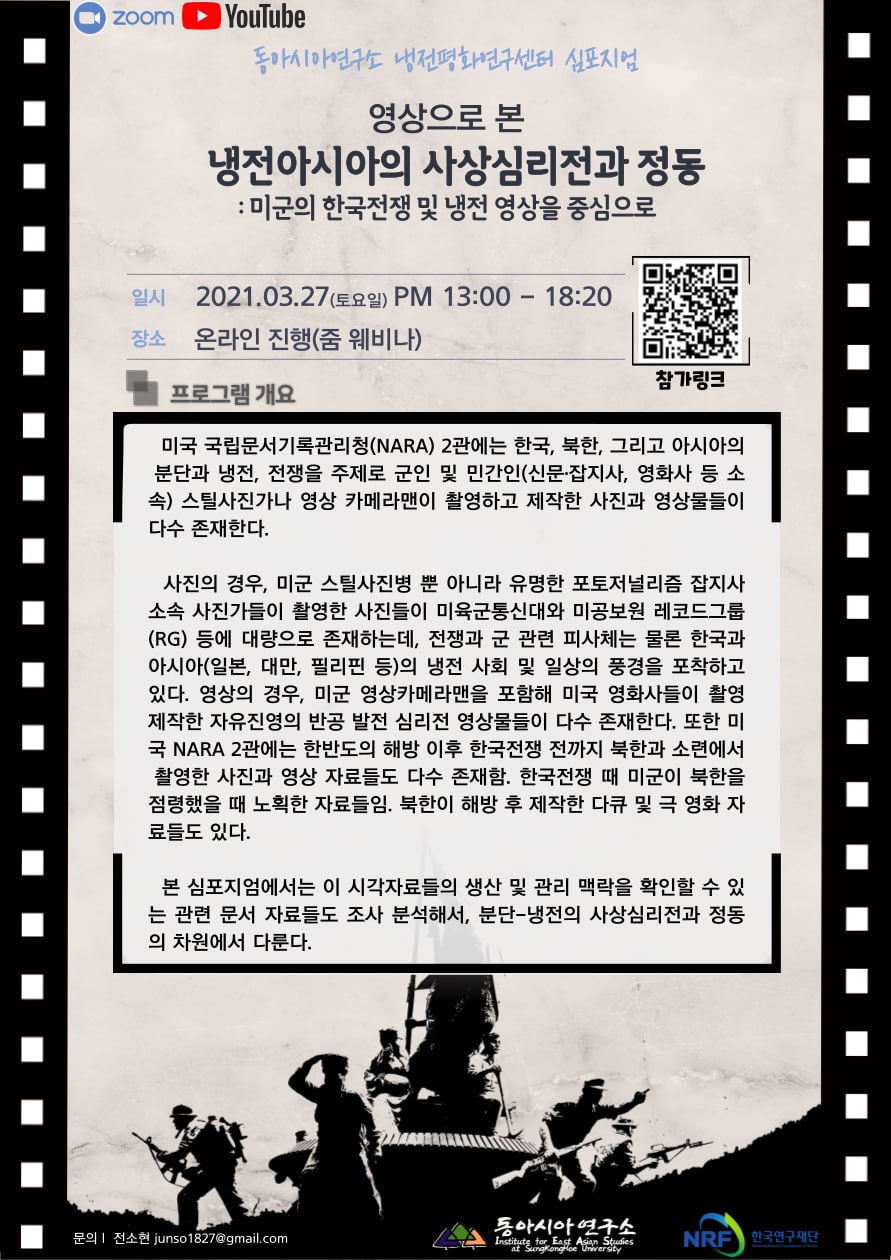 zoom YouTube
동아시아연구소 냉전평화연구센터 심포지엄
영상으로 본
냉전아시아의 사상심리전과 정동
: 미군의 한국전쟁 및 냉전 영상을 중심으로
일시 2021.03.27(토요일) PM 13:00 – 18:20
장소 온라인 진행(줌 웨비나)
참가링크
프로그램 개요
미국 국립문서기록관리청(NARA) 2관에는 한국, 북한, 그리고 아시아의
분단과 냉전, 전쟁을 주제로 군인 및 민간인(신문·잡지사, 영화사 등 소
속) 스틸사진가나 영상 카메라맨이 촬영하고 제작한 사진과 영상물들이
다수 존재한다.
사진의 경우, 미군 스틸사진병 뿐 아니라 유명한 포토저널리즘 잡지사
소속 사진가들이 촬영한 사진들이 미육군통신대와 미공보원 레코드그룹
(RG) 등에 대량으로 존재하는데, 전쟁과 군 관련 피사체는 물론 한국과
아시아(일본, 대만, 필리핀 등)의 냉전 사회 및 일상의 풍경을 포착하고
있다. 영상의 경우, 미군 영상카메라맨을 포함해 미국 영화사들이 촬영
제작한 자유진영의 반공 발전 심리전 영상물들이 다수 존재한다. 또한 미
국 NARA 2관에는 한반도의 해방 이후 한국전쟁 전까지 북한과 소련에서
촬영한 사진과 영상 자료들도 다수 존재함. 한국전쟁 때 미군이 북한을
점령했을 때 노획한 자료들임. 북한이 해방 후 제작한 다큐 및 극 영화 자
료들도 있다.
본 심포지엄에서는 이 시각자료들의 생산 및 관리 맥락을 확인할 수 있
는 관련 문서 자료들도 조사 분석해서, 분단–냉전의 사상심리전과 정동
의 차원에서 다룬다.
문의ㅣ 전소현 junso1827@gmail.com
동아시아연구소
Institute for East Asian Studies
at SungKongHoe University
NRF 한국연구재단